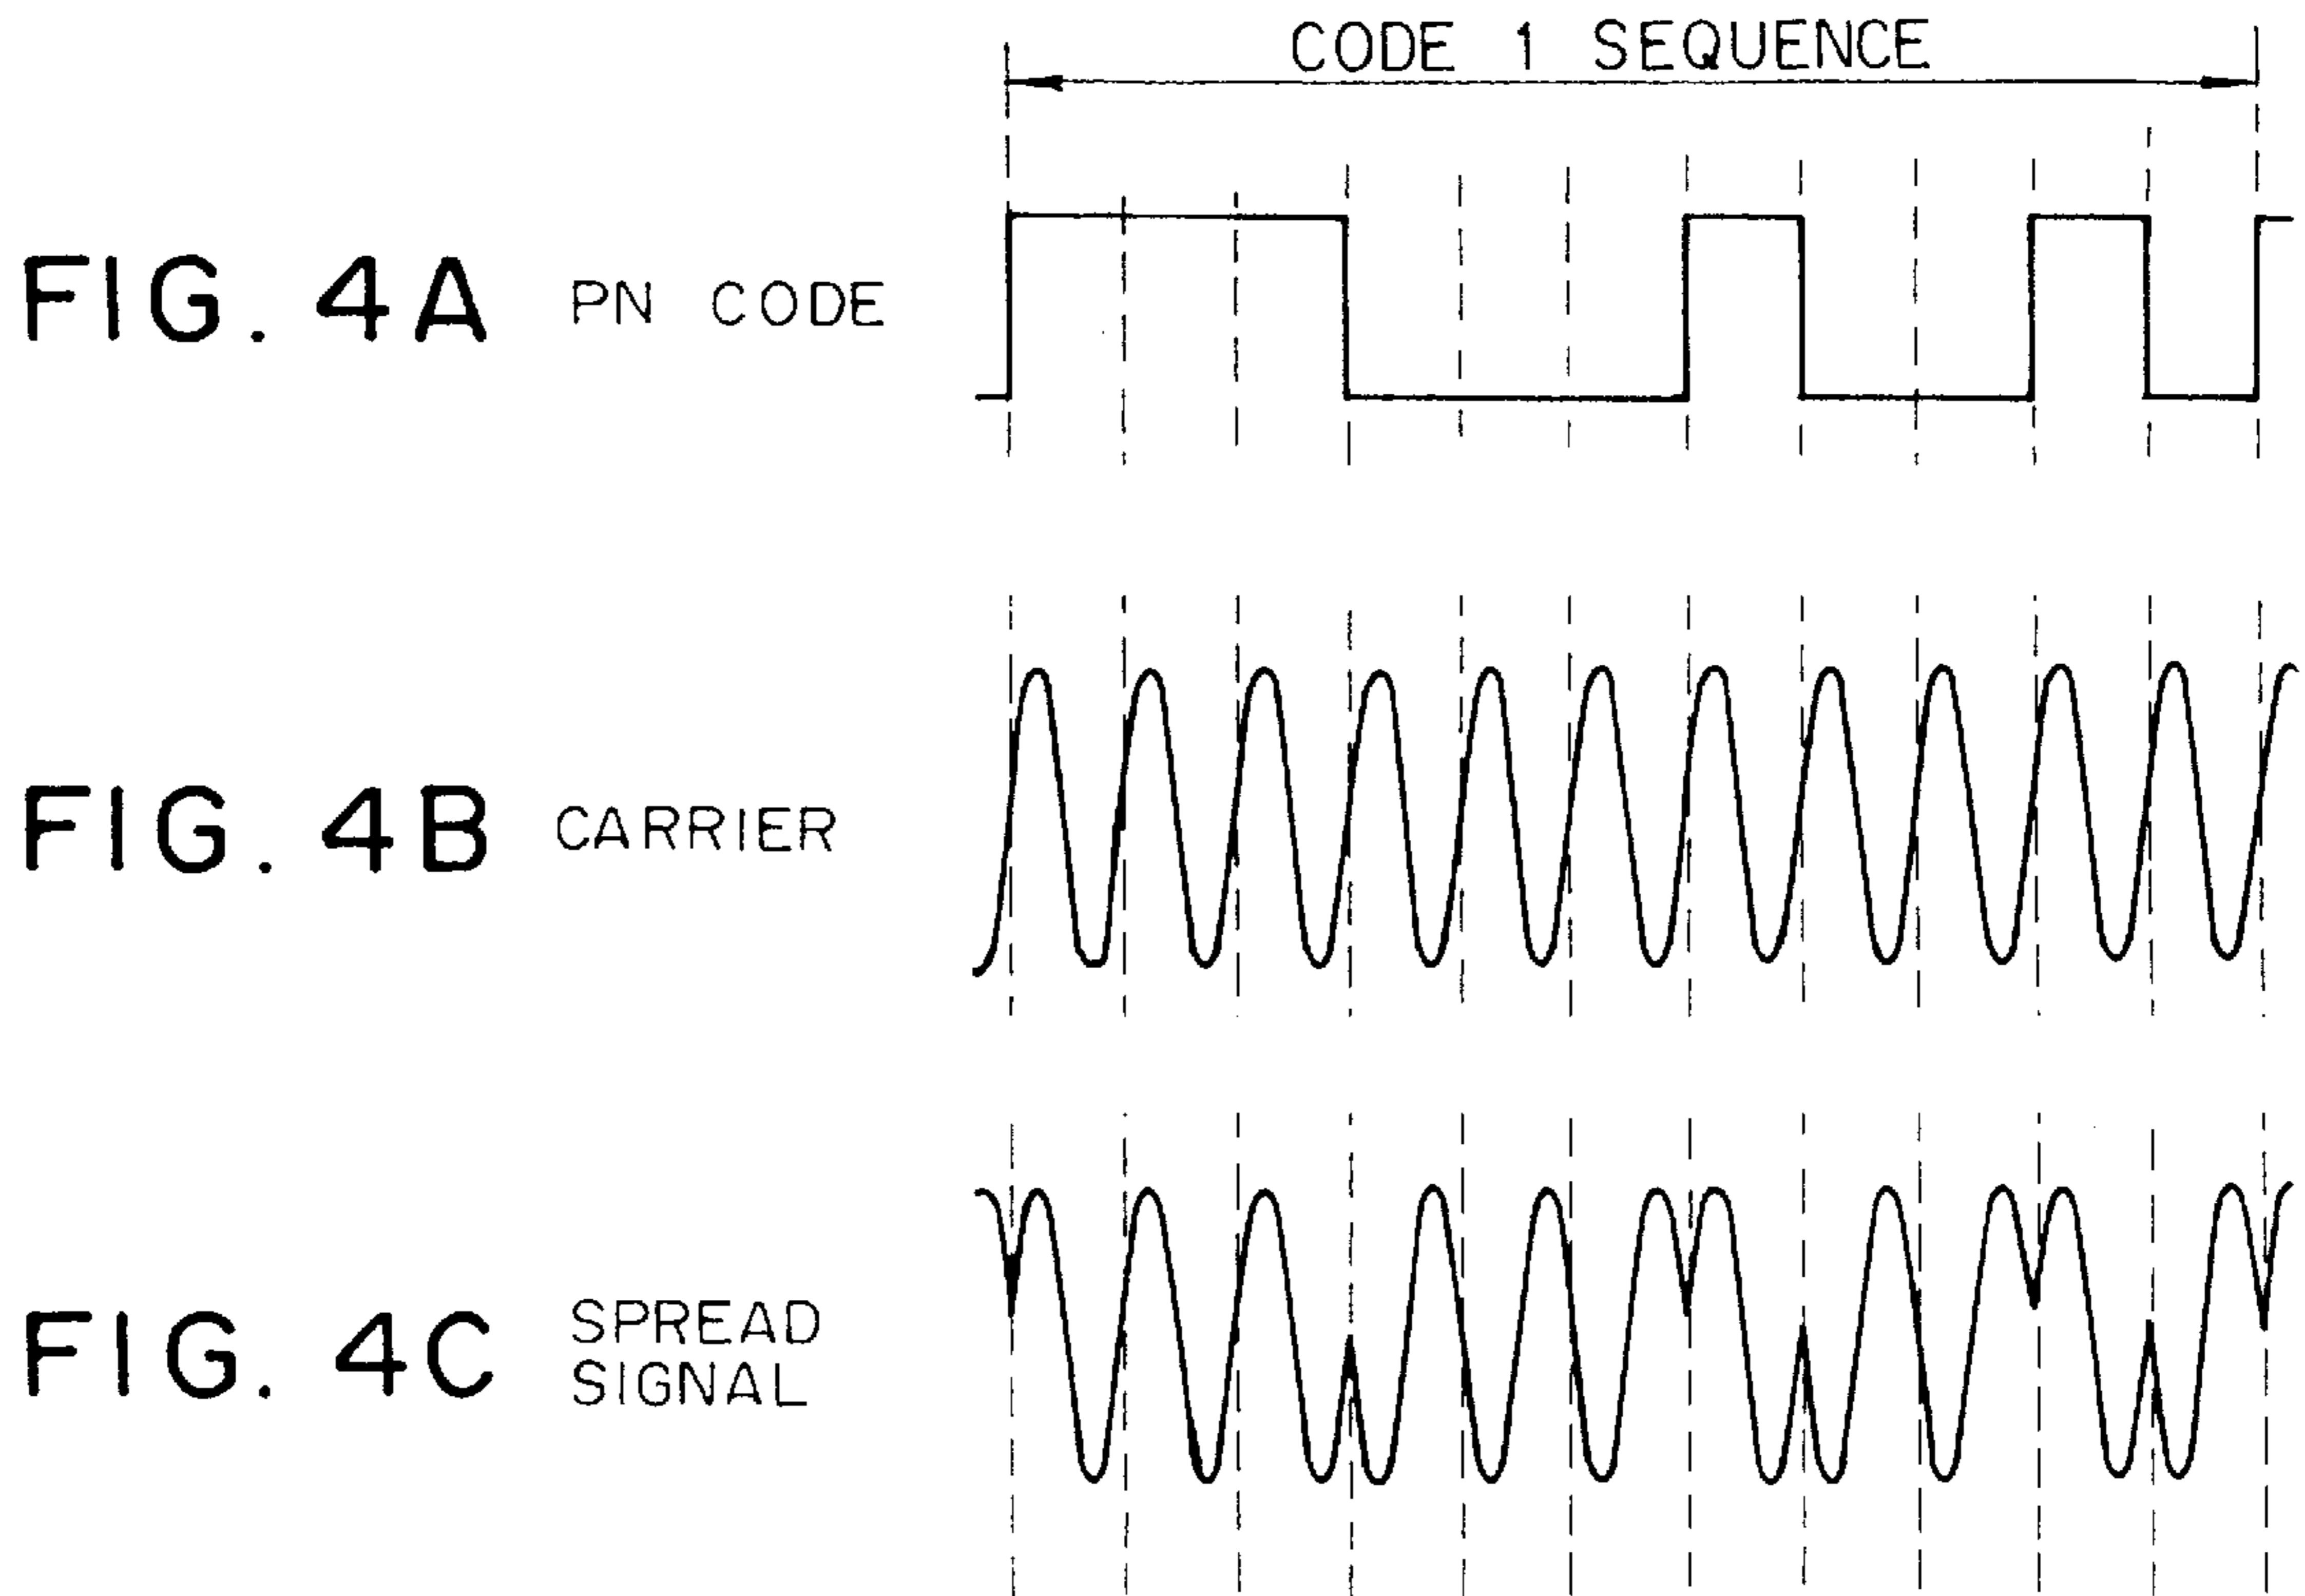 CODE 1 SEQUENCE
FIG. 4A PN CODE
FIG. 4B CARRIER
FIG. 4C SPREAD
SIGNAL